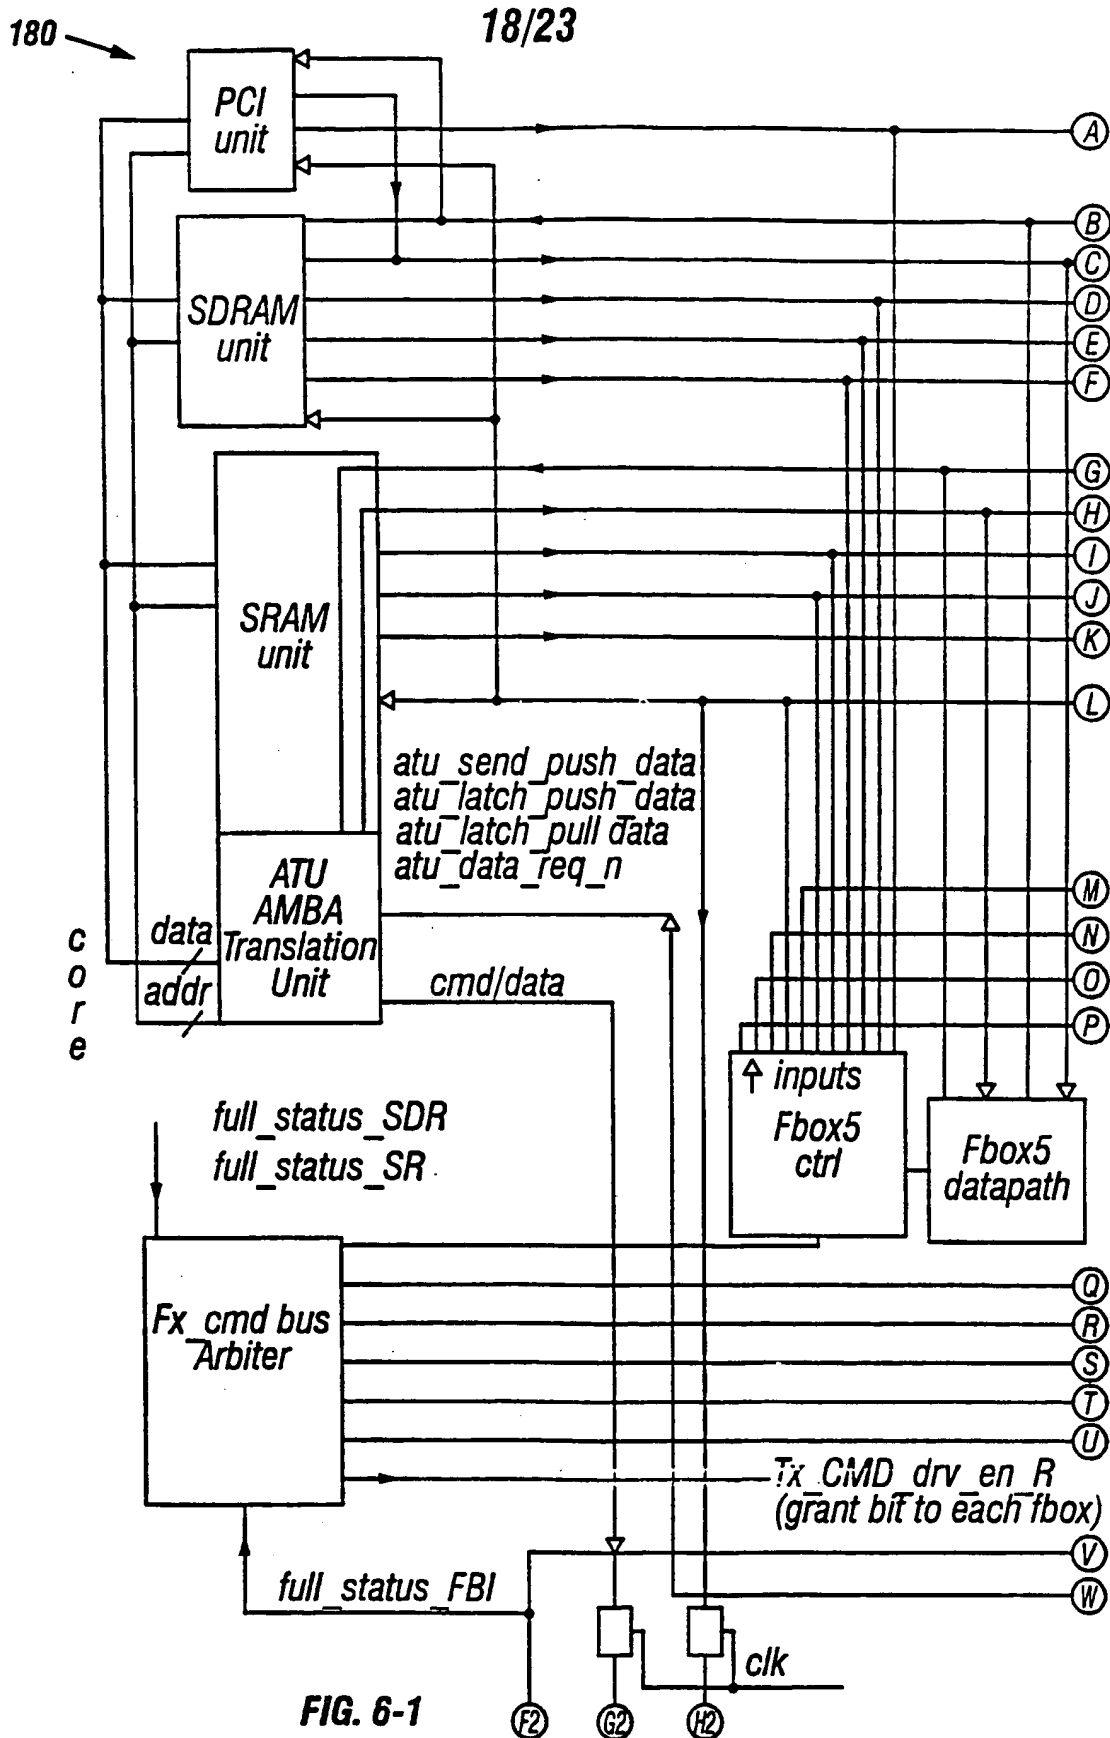 18/23
180
PCI
unit
A
B
C
SDRAM
unit
D
E
F
G
H
I
SRAM
unit
J
K
L
atu_send_push_data
atu_latch_push_data
atu_latch_pull data
atu_data_req_n
ATU
AMBA
Translation
Unit
M
N
O
P
core
data
addr
cmd/data
inputs
Fbox5
ctrl
Fbox5
datapath
full_status_SDR
full_status_SR
Fx_cmd bus
Arbiter
Q
R
S
T
U
Tx_CMD_drv_en_R
(grant bit to each fbox)
V
full_status_FBI
W
clk
FIG. 6-1
F2
G2
H2